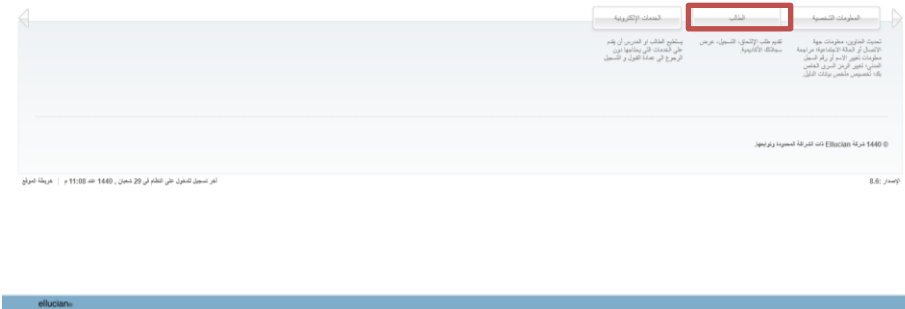 المعلومات الشخصية
الطالب
الخدمات الإلكترونية
تحديث العناوين، معلومات جهة
الاتصال أو الحالة الاجتماعية؛ مراجعة
معلومات تغيير الاسم أو رقم السجل
المدني؛ تغيير الرمز السري الخاص
بك؛ تخصيص ملخص بيانات الدليل.
تقديم طلب الإلتحاق، التسجيل، عرض
سجلاتك الأكاديمية.
يستطيع الطالب او المدرس أن يقدم
على الخدمات التي يحتاجها دون
الرجوع الى عمادة القبول و التسجيل
© 1440 شركة Ellucian ذات الشراكة المحدودة وتوابعها.
الإصدار :8.6
آخر تسجيل للدخول على النظام في 29 شعبان , 1440 عند 11:08 م | خريطة الموقع
ellucian